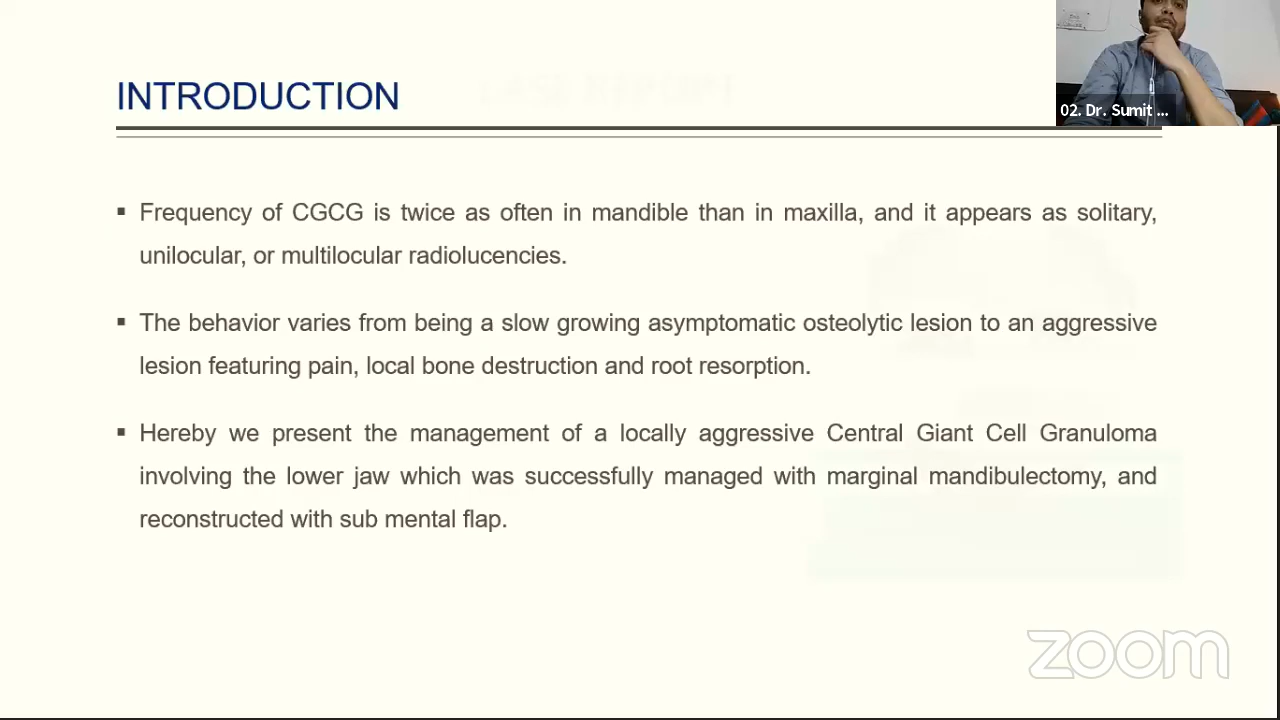 INTRODUCTION
02. Dr. Sumit ...
▪ Frequency of CGCG is twice as often in mandible than in maxilla, and it appears as solitary,
unilocular, or multilocular radiolucencies.
▪ The behavior varies from being a slow growing asymptomatic osteolytic lesion to an aggressive
lesion featuring pain, local bone destruction and root resorption.
▪ Hereby we present the management of a locally aggressive Central Giant Cell Granuloma
involving the lower jaw which was successfully managed with marginal mandibulectomy, and
reconstructed with sub mental flap.
zoom